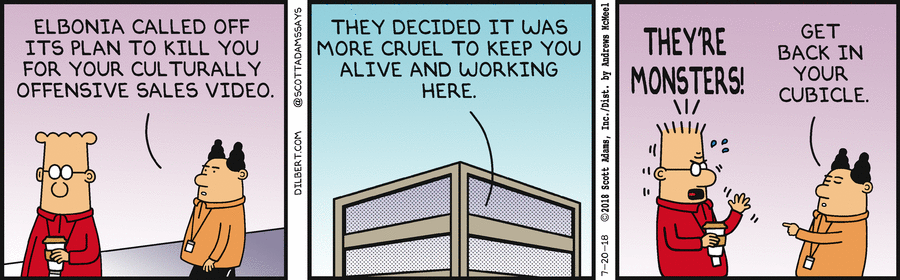 ELBONIA CALLED OFF
ITS PLAN TO KILL YOU
FOR YOUR CULTURALLY
OFFENSIVE SALES VIDEO.
DILBERT.COM @SCOTTADAMSSAYS
THEY DECIDED IT WAS
MORE CRUEL TO KEEP YOU
ALIVE AND WORKING
HERE.
7-20-18 ©2018 Scott Adams, Inc./Dist. by Andrews McMeel
THEY'RE
MONSTERS!
GET
BACK IN
YOUR
CUBICLE.